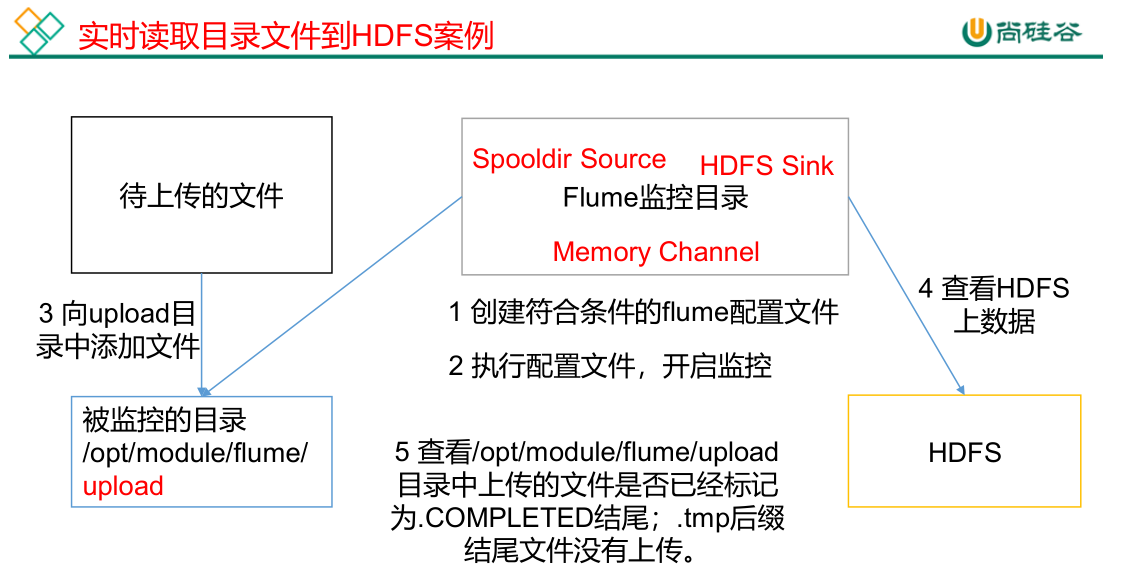 实时读取目录文件到HDFS案例
尚硅谷
待上传的文件
Spooldir Source
HDFS Sink
Flume监控目录
Memory Channel
3 向upload目
录中添加文件
1 创建符合条件的flume配置文件
2 执行配置文件，开启监控
4 查看HDFS
上数据
被监控的目录
/opt/module/flume/
upload
5 查看/opt/module/flume/upload
目录中上传的文件是否已经标记
为.COMPLETED结尾；.tmp后缀
结尾文件没有上传。
HDFS